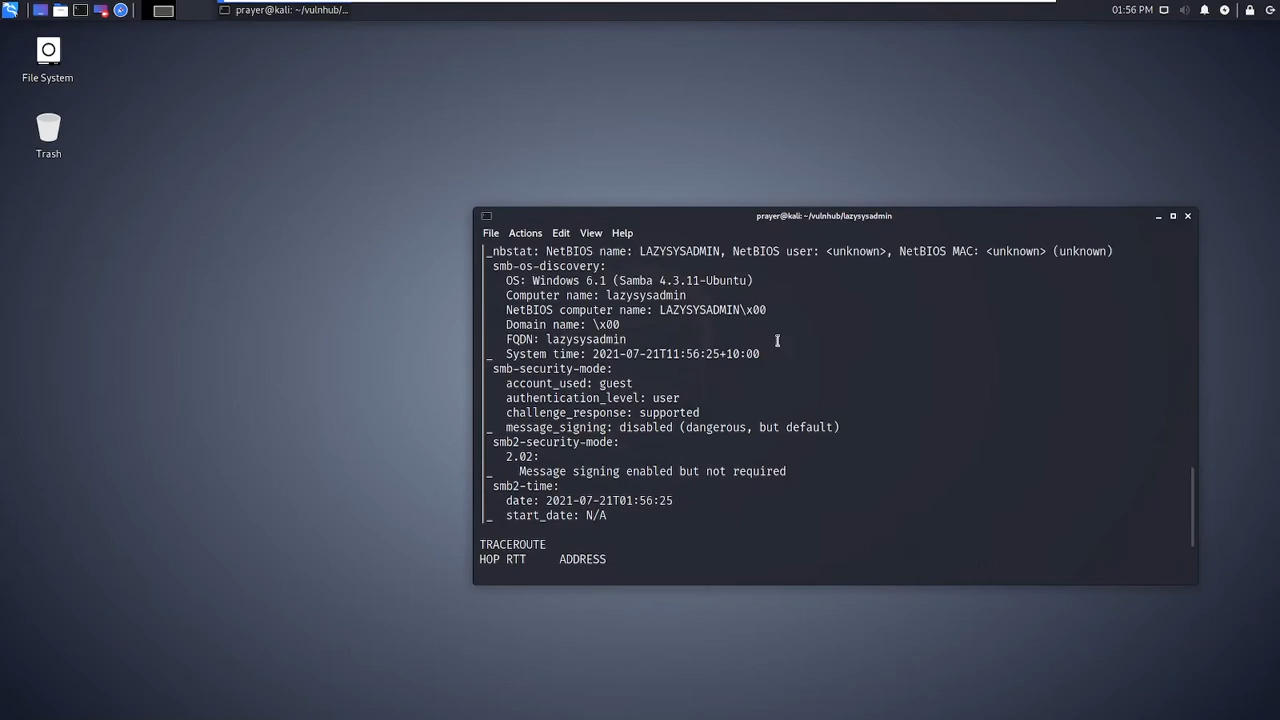 prayer@kali: ~/vulnhub/...
01:56 PM
File System
Trash
prayer@kali: ~/vulnhub/lazysysadmin
File Actions Edit View Help
|_nbstat: NetBIOS name: LAZYSYSADMIN, NetBIOS user: <unknown>, NetBIOS MAC: <unknown> (unknown)
| smb-os-discovery:
|   OS: Windows 6.1 (Samba 4.3.11-Ubuntu)
|   Computer name: lazysysadmin
|   NetBIOS computer name: LAZYSYSADMIN\x00
|   Domain name: \x00
|   FQDN: lazysysadmin
|_  System time: 2021-07-21T11:56:25+10:00
| smb-security-mode:
|   account_used: guest
|   authentication_level: user
|   challenge_response: supported
|_  message_signing: disabled (dangerous, but default)
| smb2-security-mode:
|   2.02:
|_    Message signing enabled but not required
| smb2-time:
|   date: 2021-07-21T01:56:25
|_  start_date: N/A
TRACEROUTE
HOP RTT     ADDRESS